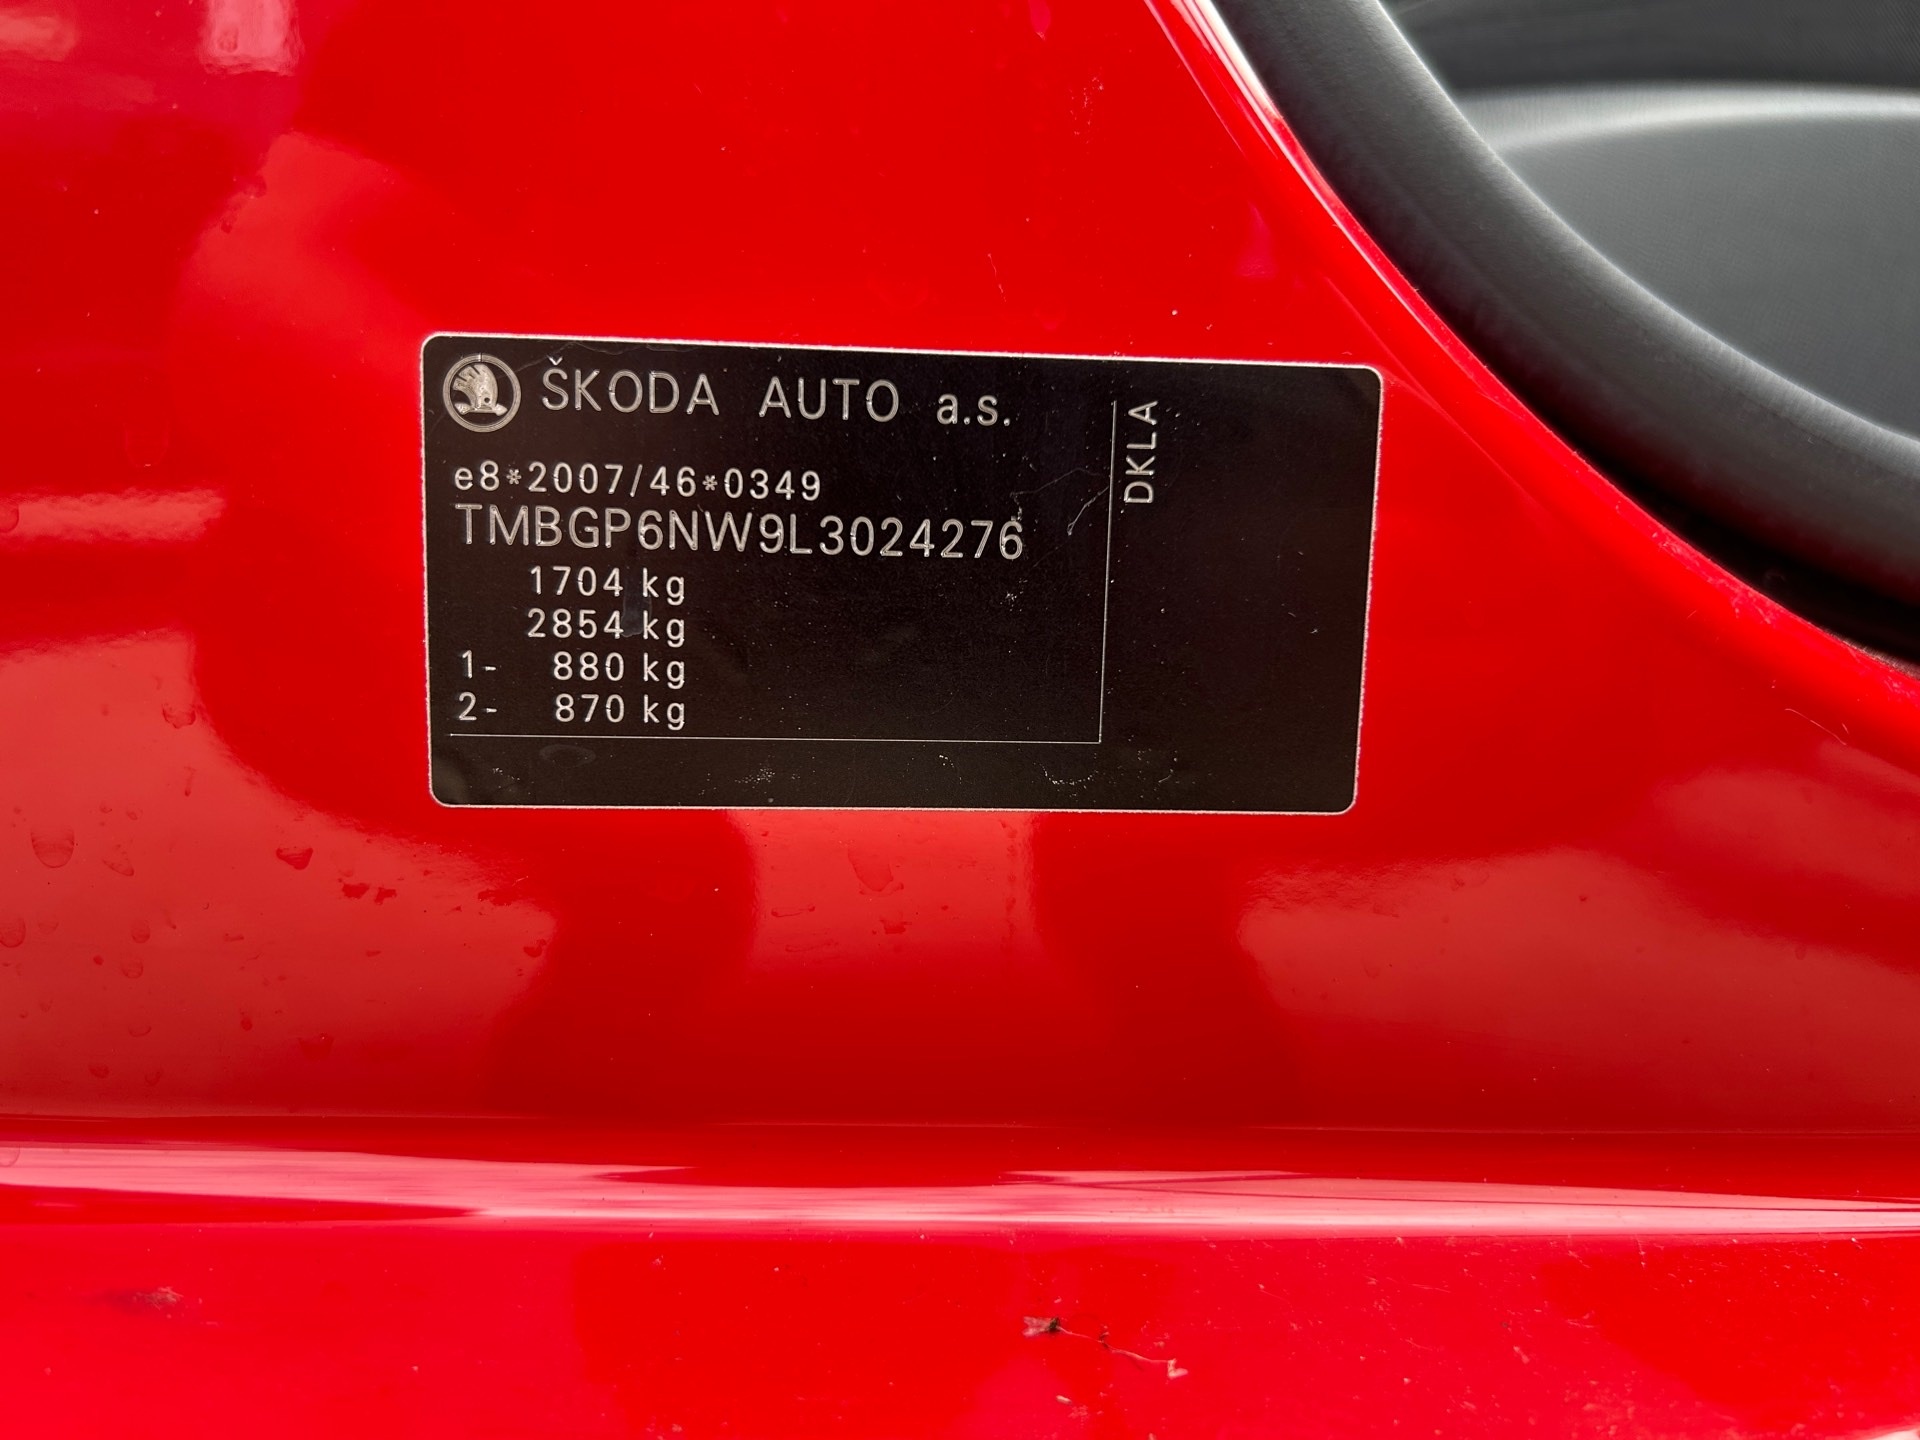 ŠKODA AUTO a.s.
e8*2007/46*0349
TMBGP6NW9L3024276
1704 kg
2854 kg
1- 880 kg
2- 870 kg
DKLA